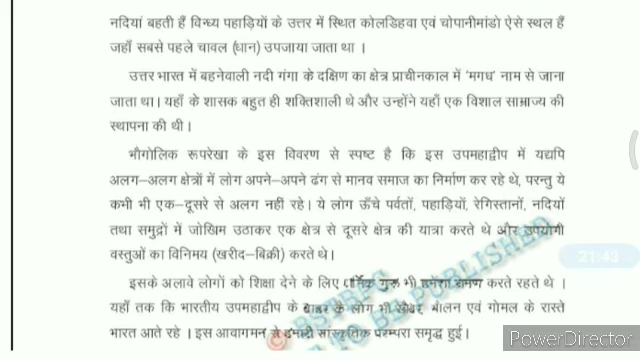 नदियां बहती हैं विन्ध्य पहाड़ियों के उत्तर में स्थित कोलडिहवा एवं चोपानीमांडो ऐसे स्थल हैं
जहाँ सबसे पहले चावल (धान) उपजाया जाता था ।
उत्तर भारत में बहनेवाली नदी गंगा के दक्षिण का क्षेत्र प्राचीनकाल में 'मगध' नाम से जाना
जाता था। यहाँ के शासक बहुत ही शक्तिशाली थे और उन्होंने यहाँ एक विशाल साम्राज्य की
स्थापना की थी।
भौगोलिक रूपरेखा के इस विवरण से स्पष्ट है कि इस उपमहाद्वीप में यद्यपि
अलग–अलग क्षेत्रों में लोग अपने–अपने ढंग से मानव समाज का निर्माण कर रहे थे, परन्तु ये
कभी भी एक–दूसरे से अलग नहीं रहे। ये लोग ऊँचे पर्वतों, पहाड़ियों, रेगिस्तानों, नदियों
तथा समुद्रों में जोखिम उठाकर एक क्षेत्र से दूसरे क्षेत्र की यात्रा करते थे और उपयोगी
वस्तुओं का विनिमय (खरीद–बिक्री) करते थे।
21:43
इसके अलावे लोगों को शिक्षा देने के लिए धार्मिक गुरू भी हमेशा भ्रमण करते रहते थे ।
यहाँ तक कि भारतीय उपमहाद्वीप के बाहर के लोग भी खैबर, बोलन एवं गोमल के रास्ते
भारत आते रहे । इस आवागमन से हमारी सांस्कृतिक परम्परा समृद्ध हुई।
© BSTBPC
TO BE PUBLISHED
PowerDirector